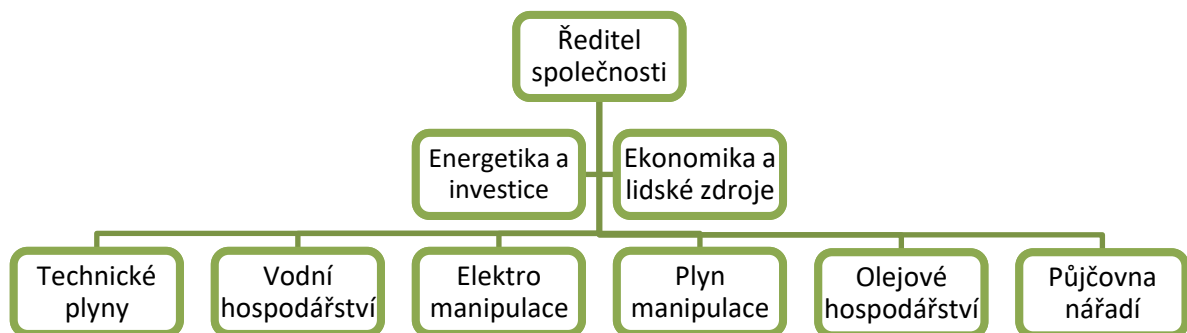 Ředitel
společnosti
Energetika a
investice
Ekonomika a
lidské zdroje
Technické
plyny
Vodní
hospodářství
Elektro
manipulace
Plyn
manipulace
Olejové
hospodářství
Půjčovna
nářadí